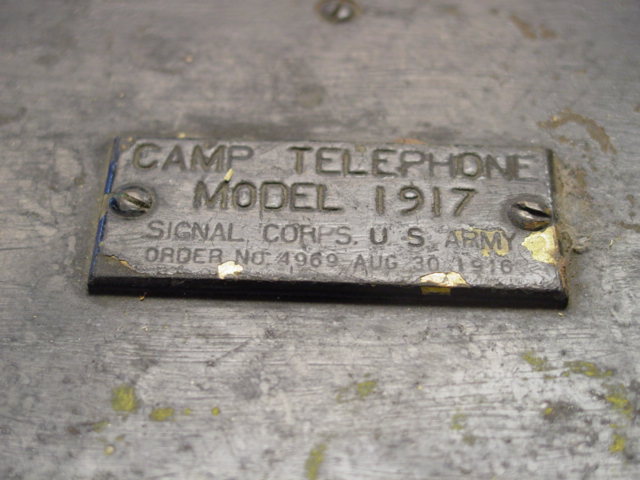 CAMP TELEPHONE
MODEL 1917
SIGNAL CORPS. U.S. ARMY
ORDER No. 4969 AUG. 30 1916